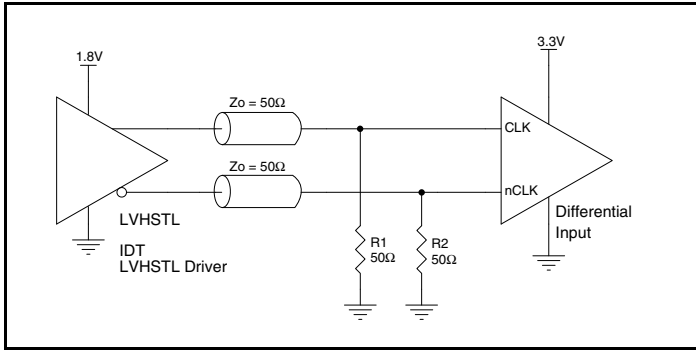 1.8V
3.3V
Zo = 50Ω
CLK
Zo = 50Ω
nCLK
LVHSTL
IDT
LVHSTL Driver
R1
50Ω
R2
50Ω
Differential
Input